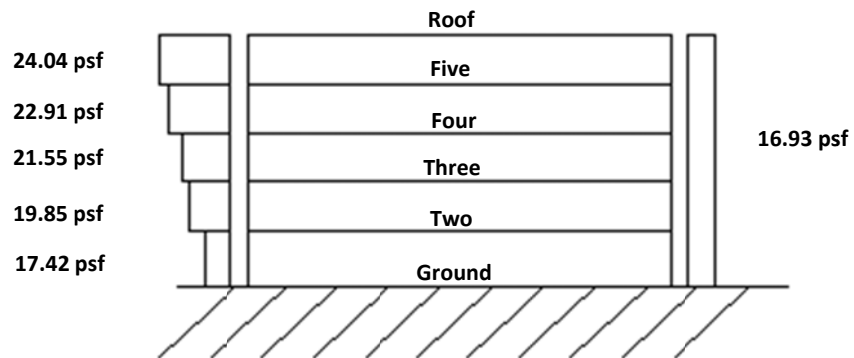 Roof
24.04 psf
Five
22.91 psf
Four
16.93 psf
21.55 psf
Three
19.85 psf
Two
17.42 psf
Ground